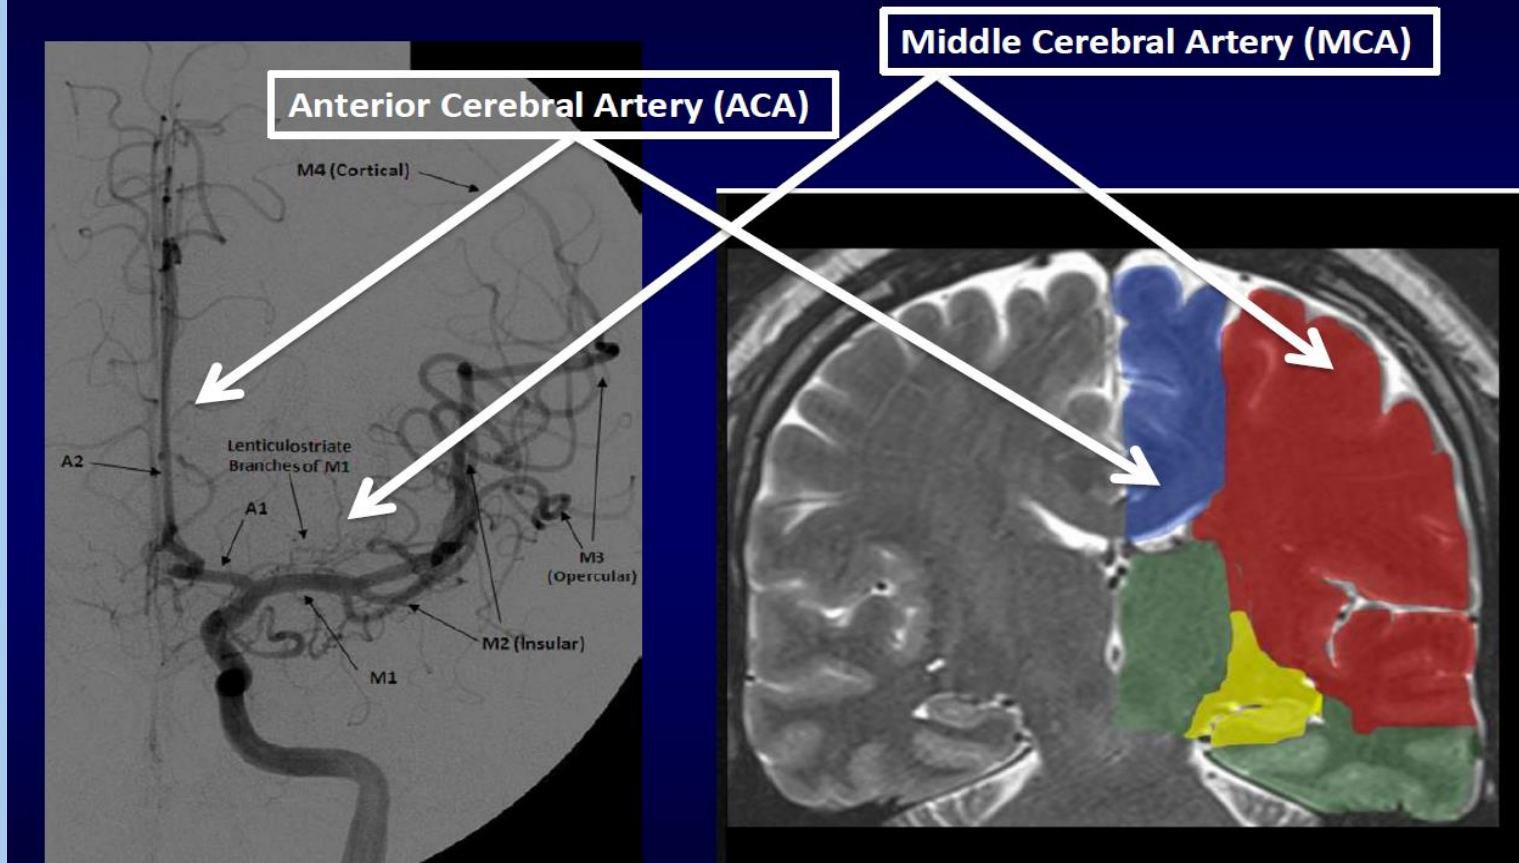 Middle Cerebral Artery (MCA)
Anterior Cerebral Artery (ACA)
M4 (Cortical)
Lenticulostriate
Branches of M1
A2
A1
M3
(Opercular)
M2 (Insular)
M1